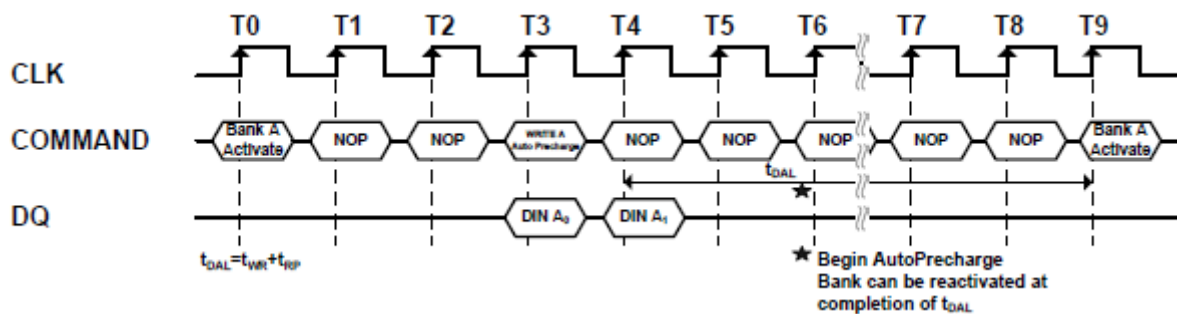 T0 T1 T2 T3 T4 T5 T6 T7 T8 T9
CLK
COMMAND
Bank A
Activate
NOP
NOP
WRITE A
Auto Precharge
NOP
NOP
NOP
NOP
NOP
Bank A
Activate
tDAL
DQ
DIN A0
DIN A1
tDAL=tWR+tRP
★ Begin AutoPrecharge
Bank can be reactivated at
completion of tDAL